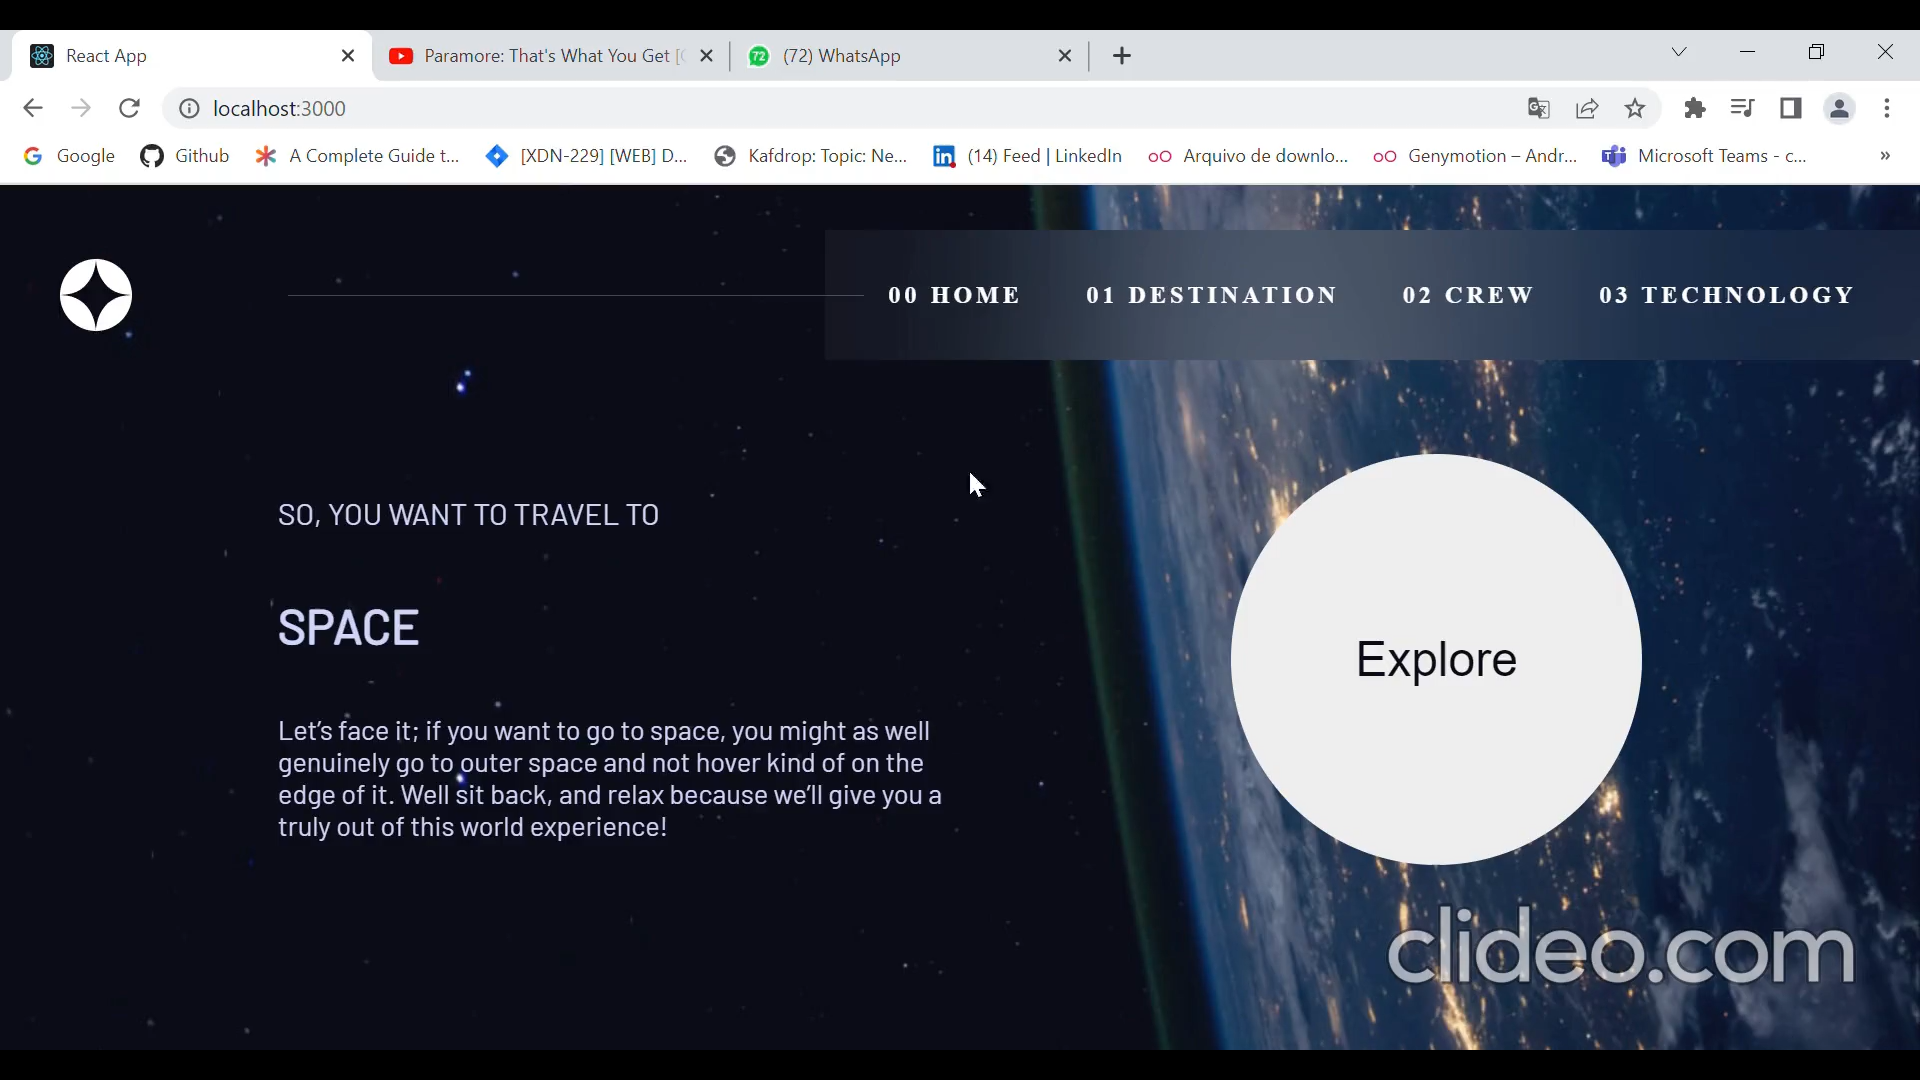 React App
Paramore: That's What You Get [
72 (72) WhatsApp
localhost:3000
Google
Github
A Complete Guide t...
[XDN-229] [WEB] D...
Kafdrop: Topic: Ne...
(14) Feed | LinkedIn
Arquivo de downlo...
Genymotion – Andr...
Microsoft Teams - c...
»
00 HOME
01 DESTINATION
02 CREW
03 TECHNOLOGY
SO, YOU WANT TO TRAVEL TO
SPACE
Let’s face it; if you want to go to space, you might as well
genuinely go to outer space and not hover kind of on the
edge of it. Well sit back, and relax because we’ll give you a
truly out of this world experience!
Explore
clideo.com